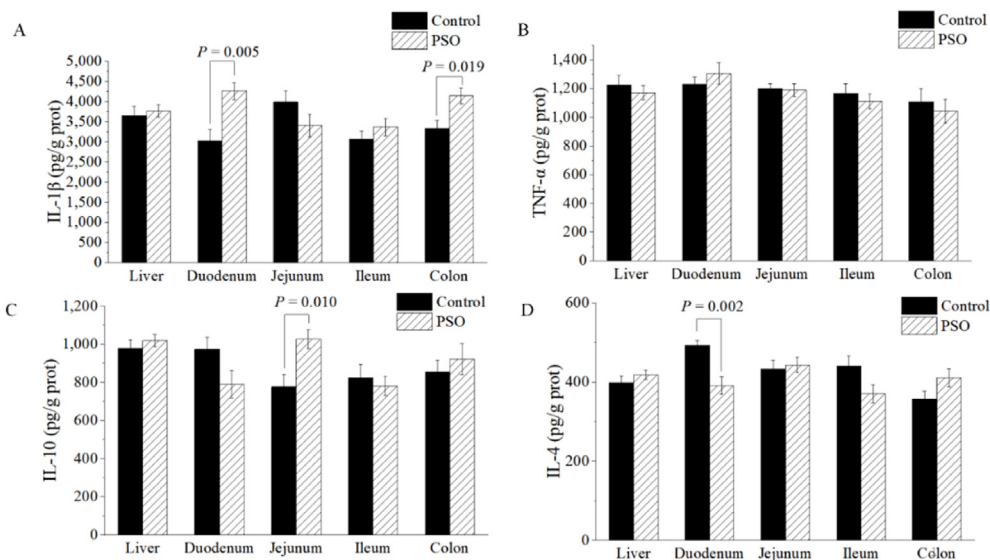 A
Control
PSO
P = 0.005
P = 0.019
5,000
4,500
4,000
3,500
3,000
2,500
2,000
1,500
1,000
500
0
IL-1β (pg/g prot)
Liver Duodenum Jejunum Ileum Colon
B
Control
PSO
1,400
1,200
1,000
800
600
400
200
0
TNF-α (pg/g prot)
Liver Duodenum Jejunum Ileum Colon
C
Control
PSO
P = 0.010
1,200
1,000
800
600
400
200
0
IL-10 (pg/g prot)
Liver Duodenum Jejunum Ileum Colon
D
Control
PSO
P = 0.002
600
400
200
0
IL-4 (pg/g prot)
Liver Duodenum Jejunum Ileum Colon